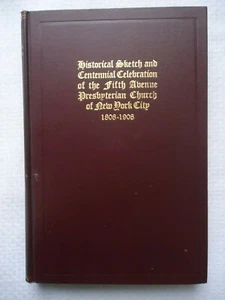 Historical Sketch and
Centennial Celebration
of the Fifth Avenue
Presbyterian Church
of New York City
1808-1908